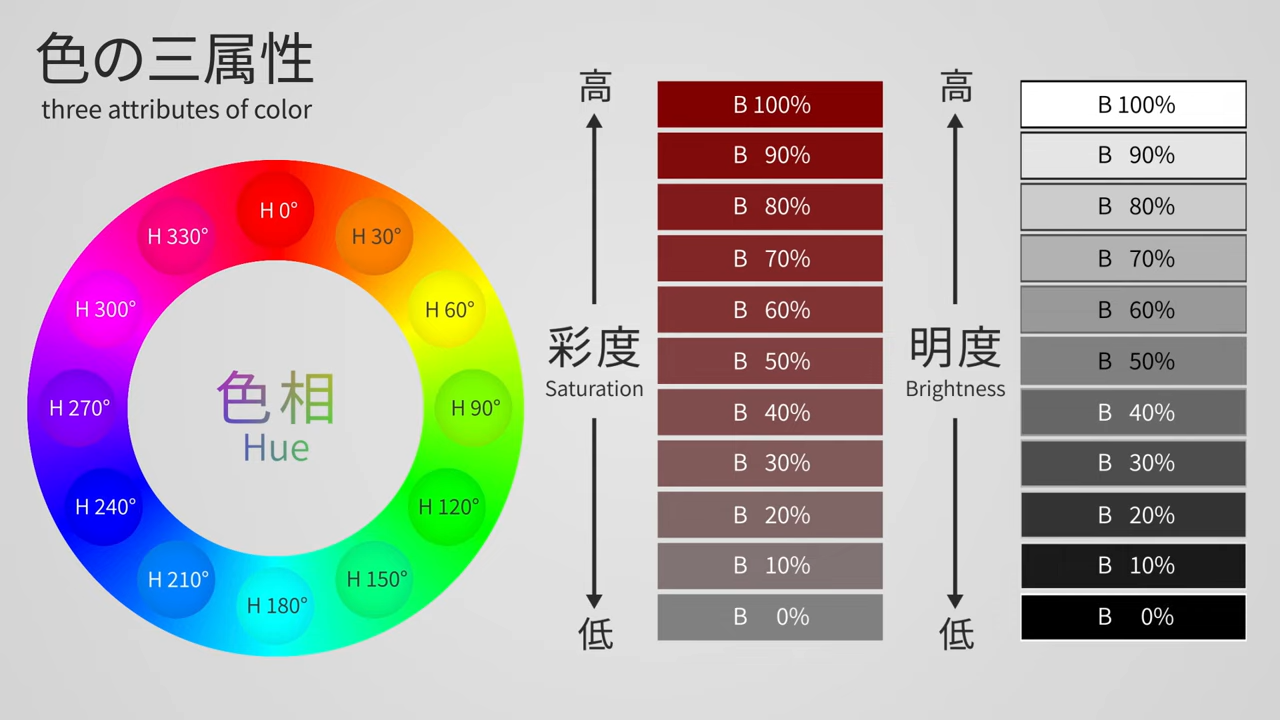 色の三属性
three attributes of color
H 0°
H 30°
H 60°
H 90°
H 120°
H 150°
H 180°
H 210°
H 240°
H 270°
H 300°
H 330°
色相
Hue
高
彩度
Saturation
低
B 100%
B 90%
B 80%
B 70%
B 60%
B 50%
B 40%
B 30%
B 20%
B 10%
B 0%
高
明度
Brightness
低
B 100%
B 90%
B 80%
B 70%
B 60%
B 50%
B 40%
B 30%
B 20%
B 10%
B 0%